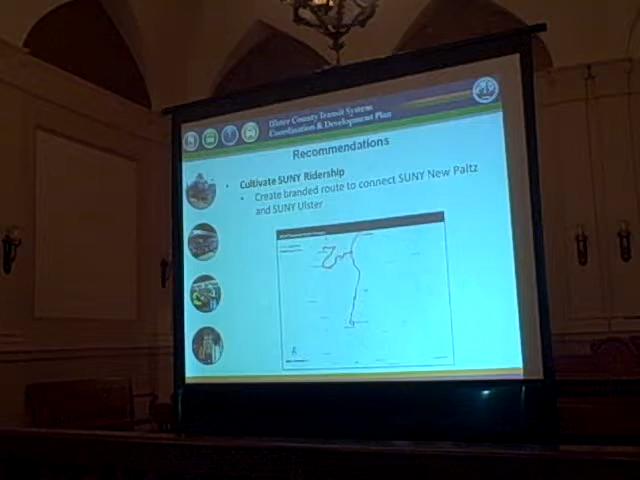 Ulster County Transit System
Coordination & Development Plan
Recommendations
• Cultivate SUNY Ridership
• Create branded route to connect SUNY New Paltz
and SUNY Ulster